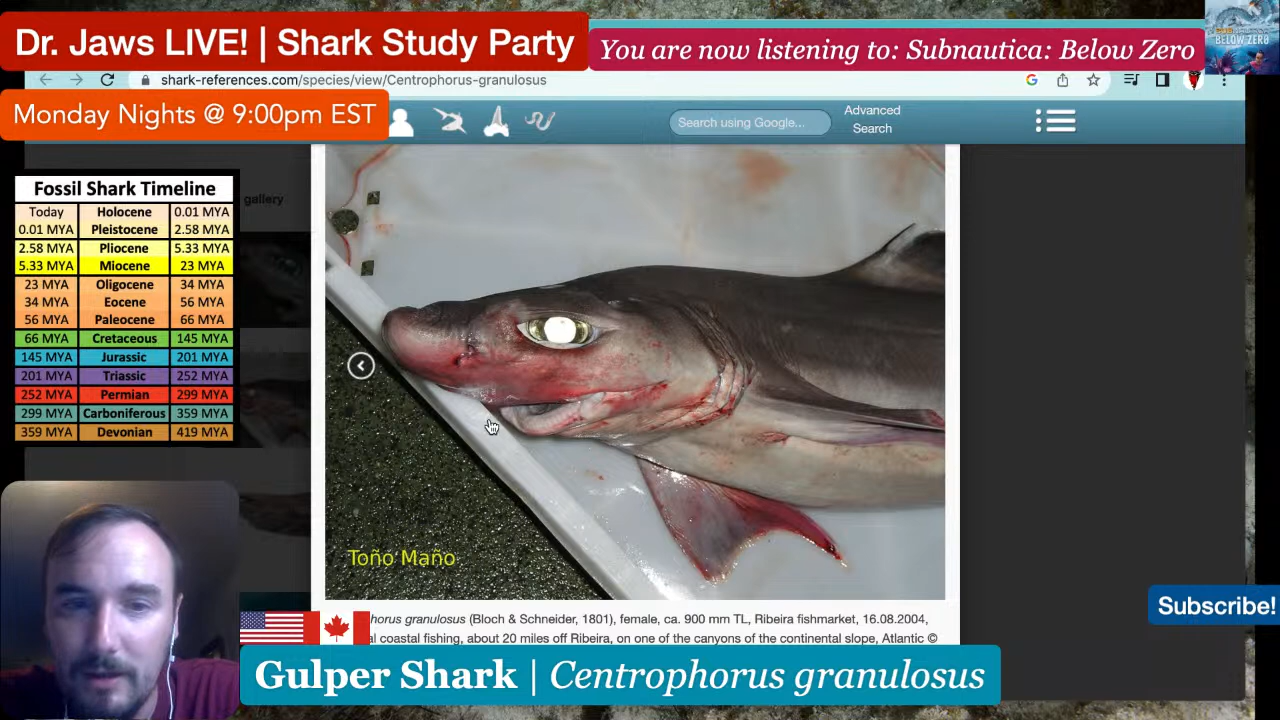 Dr. Jaws LIVE! | Shark Study Party
You are now listening to: Subnautica: Below Zero
BELOW ZERO
shark-references.com/species/view/Centrophorus-granulosus
Monday Nights @ 9:00pm EST
Search using Google...
Advanced
Search
gallery
Fossil Shark Timeline
Today Holocene 0.01 MYA
0.01 MYA Pleistocene 2.58 MYA
2.58 MYA Pliocene 5.33 MYA
5.33 MYA Miocene 23 MYA
23 MYA Oligocene 34 MYA
34 MYA Eocene 56 MYA
56 MYA Paleocene 66 MYA
66 MYA Cretaceous 145 MYA
145 MYA Jurassic 201 MYA
201 MYA Triassic 252 MYA
252 MYA Permian 299 MYA
299 MYA Carboniferous 359 MYA
359 MYA Devonian 419 MYA
Toño Maño
horus granulosus (Bloch & Schneider, 1801), female, ca. 900 mm TL, Ribeira fishmarket, 16.08.2004,
al coastal fishing, about 20 miles off Ribeira, on one of the canyons of the continental slope, Atlantic ©
Subscribe!
Gulper Shark | Centrophorus granulosus